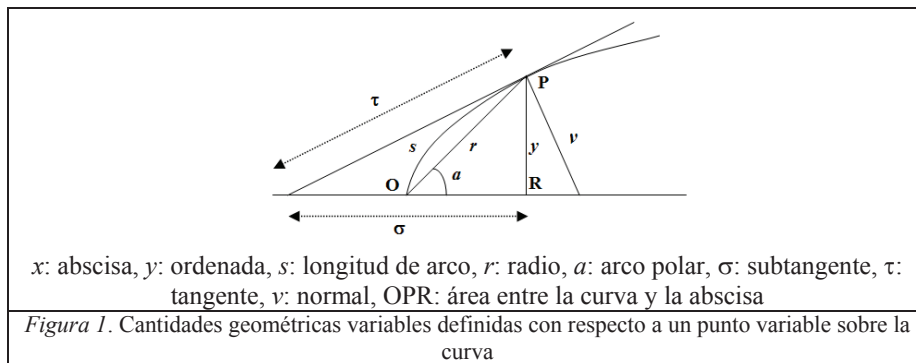 τ
P
s
r
y
v
O
a
R
σ
x: abscisa, y: ordenada, s: longitud de arco, r: radio, a: arco polar, σ: subtangente, τ:
tangente, v: normal, OPR: área entre la curva y la abscisa
Figura 1. Cantidades geométricas variables definidas con respecto a un punto variable sobre la
curva